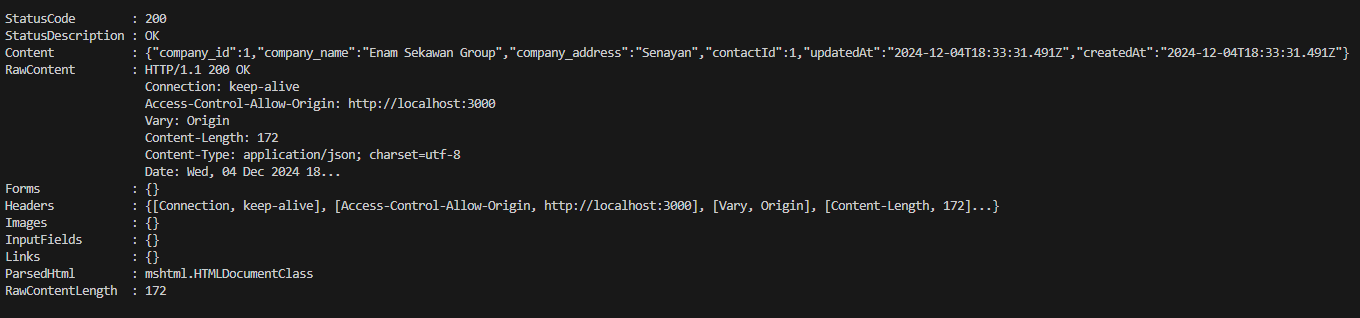 StatusCode        : 200
StatusDescription : OK
Content           : {"company_id":1,"company_name":"Enam Sekawan Group","company_address":"Senayan","contactId":1,"updatedAt":"2024-12-04T18:33:31.491Z","createdAt":"2024-12-04T18:33:31.491Z"}
RawContent        : HTTP/1.1 200 OK
                    Connection: keep-alive
                    Access-Control-Allow-Origin: http://localhost:3000
                    Vary: Origin
                    Content-Length: 172
                    Content-Type: application/json; charset=utf-8
                    Date: Wed, 04 Dec 2024 18...
Forms             : {}
Headers           : {[Connection, keep-alive], [Access-Control-Allow-Origin, http://localhost:3000], [Vary, Origin], [Content-Length, 172]...}
Images            : {}
InputFields       : {}
Links             : {}
ParsedHtml        : mshtml.HTMLDocumentClass
RawContentLength  : 172